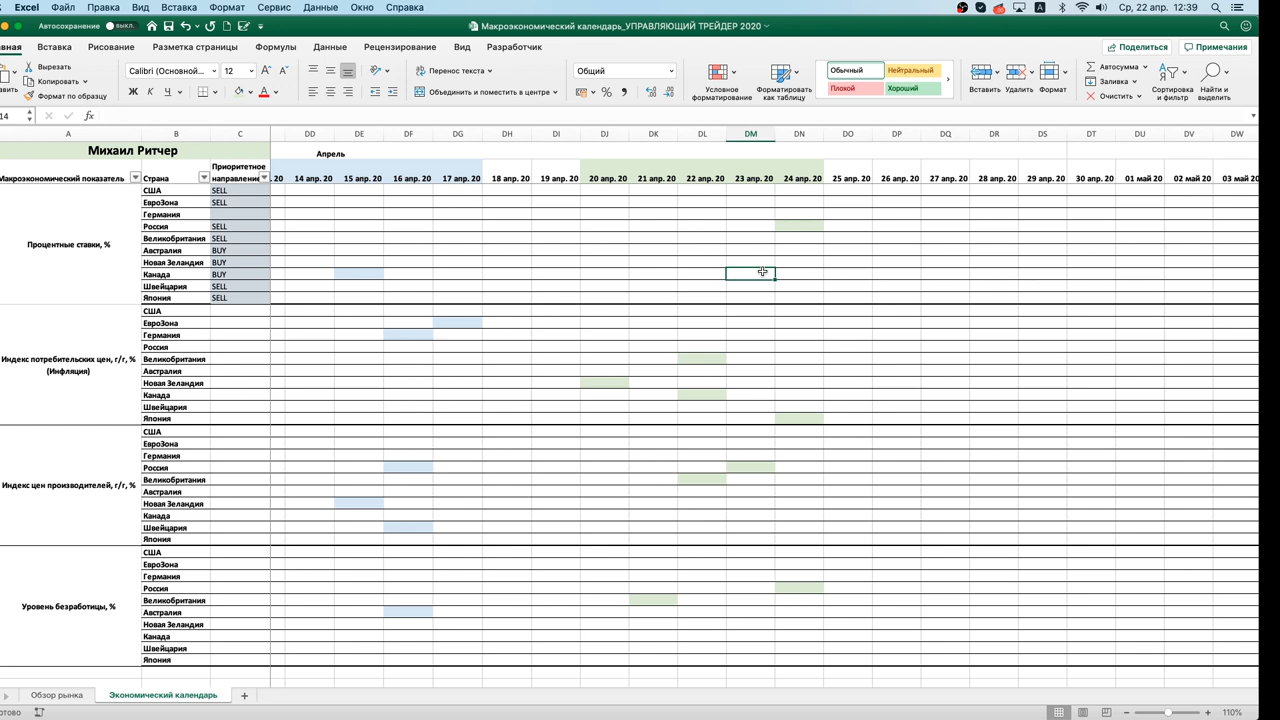 Excel Файл Правка Вид Вставка Формат Сервис Данные Окно Справка Ср, 22 апр. 12:39
Автосохранение ВЫКЛ. Макроэкономический календарь_УПРАВЛЯЮЩИЙ ТРЕЙДЕР 2020
авная Вставка Рисование Разметка страницы Формулы Данные Рецензирование Вид Разработчик Поделиться Примечания
Вырезать Calibri (Основной... 12 Перенос текста Общий Обычный Нейтральный Автосумма
Копировать Заливка
Формат по образцу Ж К Ч Объединить и поместить в центре % Плохой Хороший Очистить
Условное форматирование Форматировать как таблицу Вставить Удалить Формат Сортировка и фильтр Найти и выделить
14 fx
A B C DD DE DF DG DH DI DJ DK DL DM DN DO DP DQ DR DS DT DU DV DW
Михаил Ритчер Апрель
Макроэкономический показатель Страна Приоритетное направление . 20 14 апр. 20 15 апр. 20 16 апр. 20 17 апр. 20 18 апр. 20 19 апр. 20 20 апр. 20 21 апр. 20 22 апр. 20 23 апр. 20 24 апр. 20 25 апр. 20 26 апр. 20 27 апр. 20 28 апр. 20 29 апр. 20 30 апр. 20 01 май 20 02 май 20 03 май 20
Процентные ставки, %
США SELL
ЕвроЗона SELL
Германия
Россия SELL
Великобритания SELL
Австралия BUY
Новая Зеландия BUY
Канада BUY
Швейцария SELL
Япония SELL
Индекс потребительских цен, г/г, %
(Инфляция)
США
ЕвроЗона
Германия
Россия
Великобритания
Австралия
Новая Зеландия
Канада
Швейцария
Япония
Индекс цен производителей, г/г, %
США
ЕвроЗона
Германия
Россия
Великобритания
Австралия
Новая Зеландия
Канада
Швейцария
Япония
Уровень безработицы, %
США
ЕвроЗона
Германия
Россия
Великобритания
Австралия
Новая Зеландия
Канада
Швейцария
Япония
Обзор рынка Экономический календарь +
отово 110%